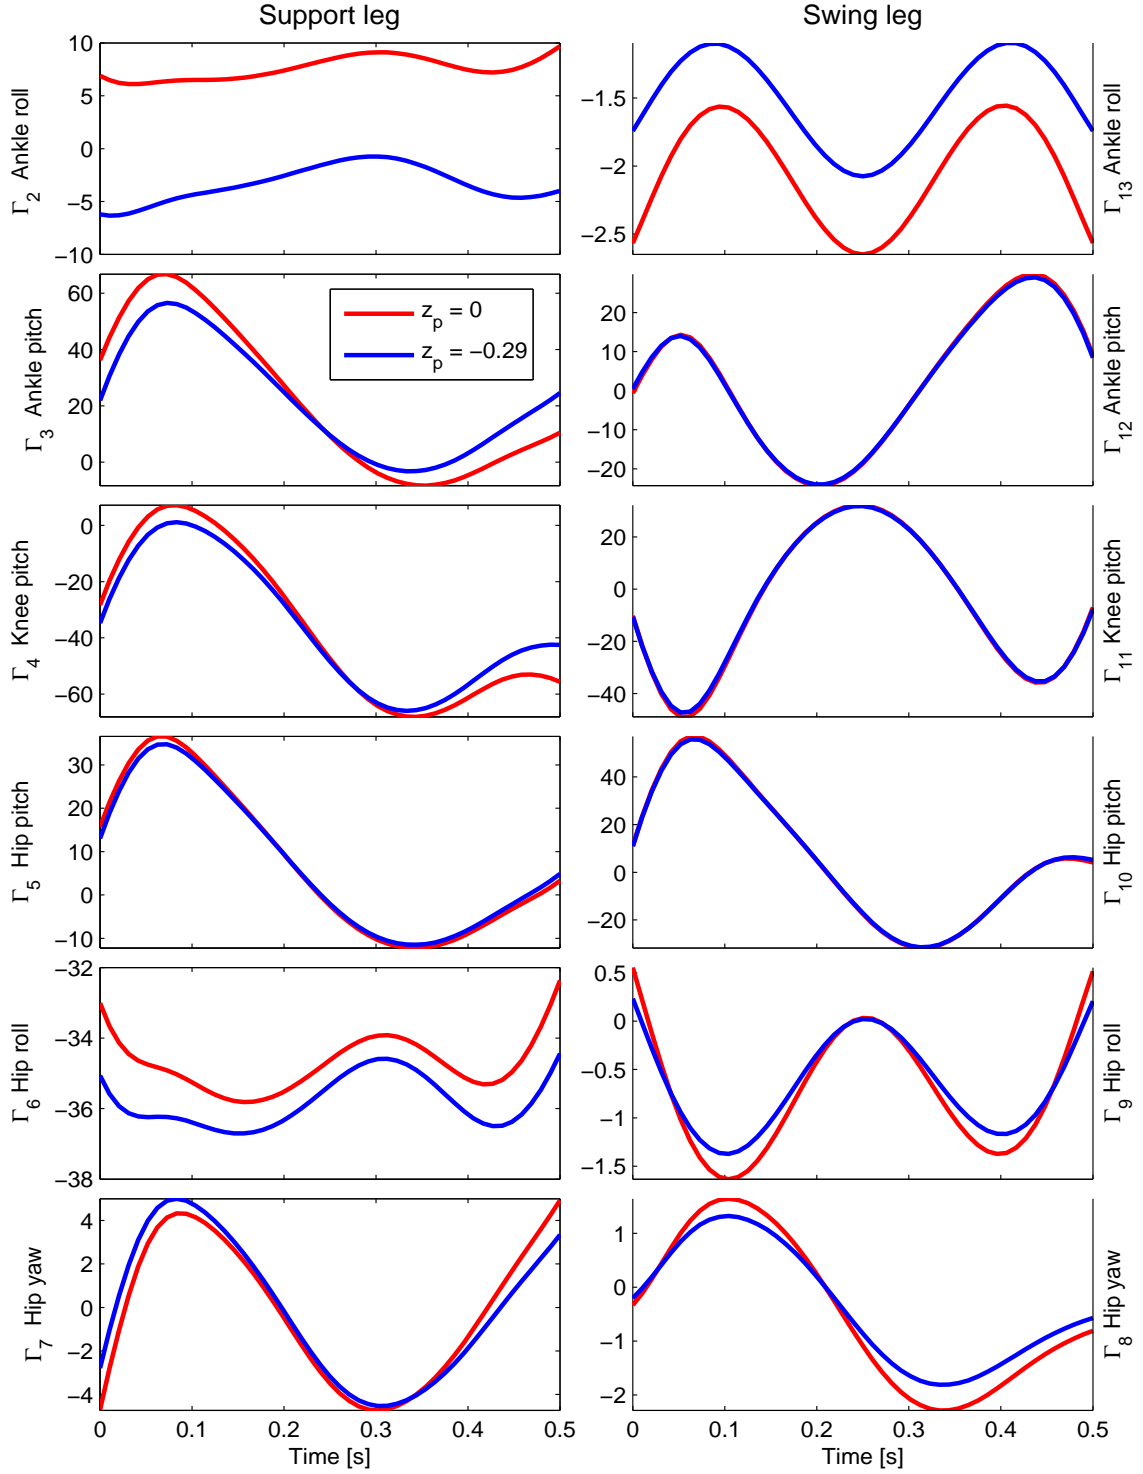 Support leg
Swing leg
10
5
0
−5
−10
Γ2 Ankle roll
−1.5
−2
−2.5
Γ13 Ankle roll
60
40
20
0
Γ3 Ankle pitch
z_p = 0
z_p = −0.29
20
10
0
−10
−20
Γ12 Ankle pitch
0
−20
−40
−60
Γ4 Knee pitch
20
0
−20
−40
Γ11 Knee pitch
30
20
10
0
−10
Γ5 Hip pitch
40
20
0
−20
Γ10 Hip pitch
−32
−34
−36
−38
Γ6 Hip roll
0.5
0
−0.5
−1
−1.5
Γ9 Hip roll
4
2
0
−2
−4
Γ7 Hip yaw
1
0
−1
−2
Γ8 Hip yaw
0 0.1 0.2 0.3 0.4 0.5
Time [s]
0 0.1 0.2 0.3 0.4 0.5
Time [s]